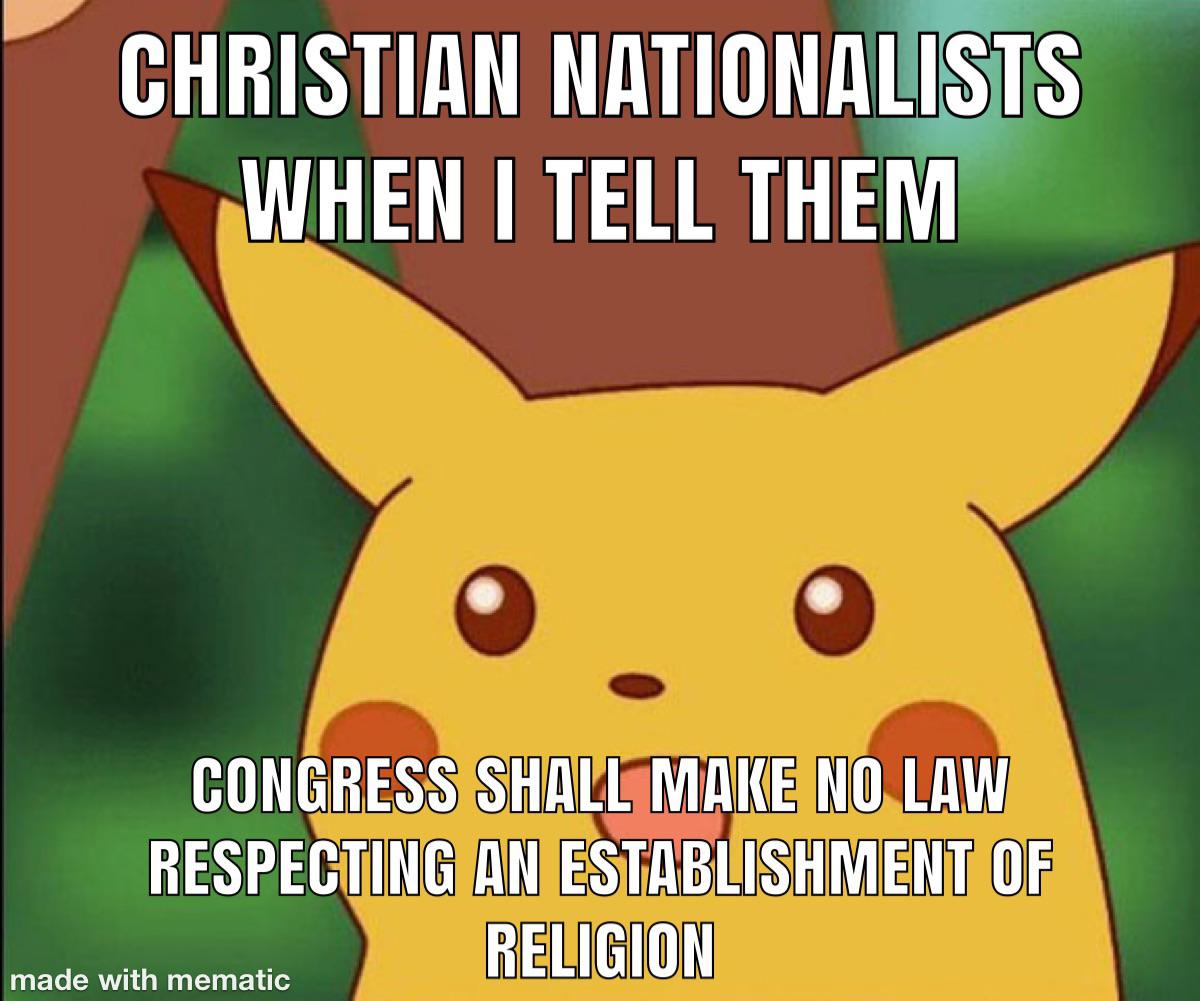 CHRISTIAN NATIONALISTS
WHEN I TELL THEM
CONGRESS SHALL MAKE NO LAW
RESPECTING AN ESTABLISHMENT OF
RELIGION
made with mematic